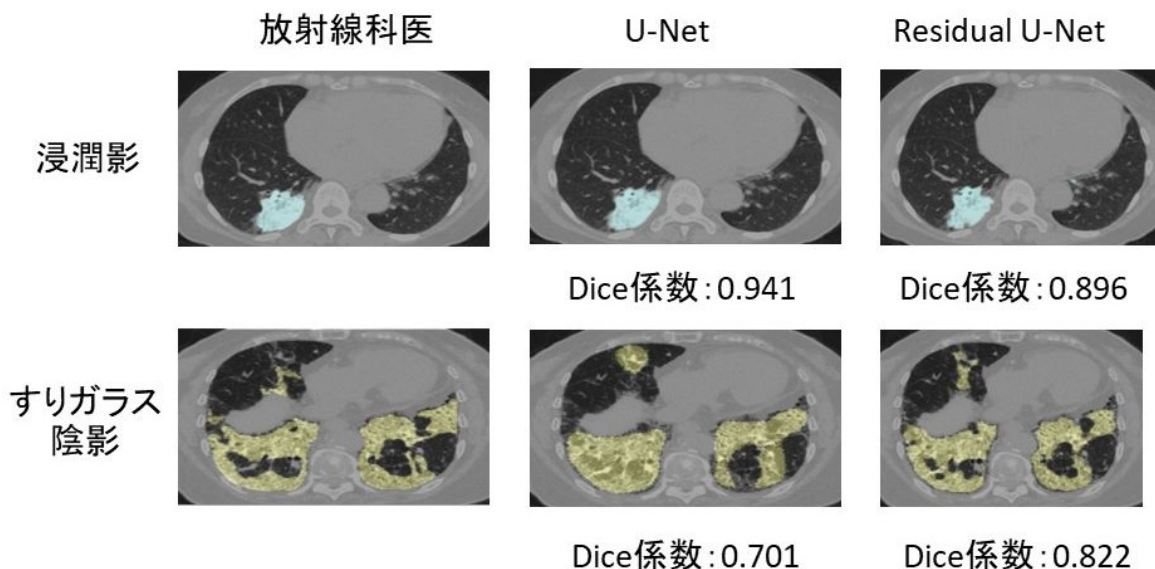 放射線科医 U-Net Residual U-Net
浸潤影
Dice係数：0.941 Dice係数：0.896
すりガラス
陰影
Dice係数：0.701 Dice係数：0.822